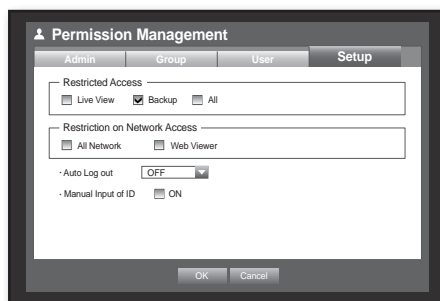 Permission Management
Admin Group User Setup
Restricted Access
Live View Backup All
Restriction on Network Access
All Network Web Viewer
· Auto Log out OFF
· Manual Input of ID ON
OK Cancel